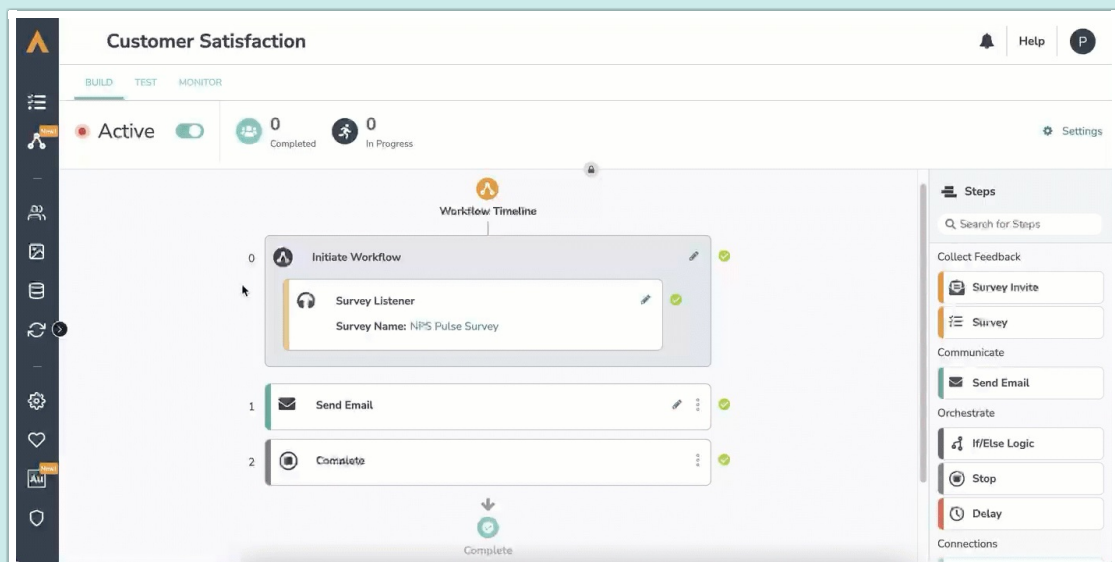 Customer Satisfaction
Help
P
BUILD TEST MONITOR
Active
0
Completed
0
In Progress
Settings
New!
Workflow Timeline
0
Initiate Workflow
Survey Listener
Survey Name: NPS Pulse Survey
1
Send Email
2
Complete
Complete
New!
Au
Steps
Search for Steps
Collect Feedback
Survey Invite
Survey
Communicate
Send Email
Orchestrate
If/Else Logic
Stop
Delay
Connections